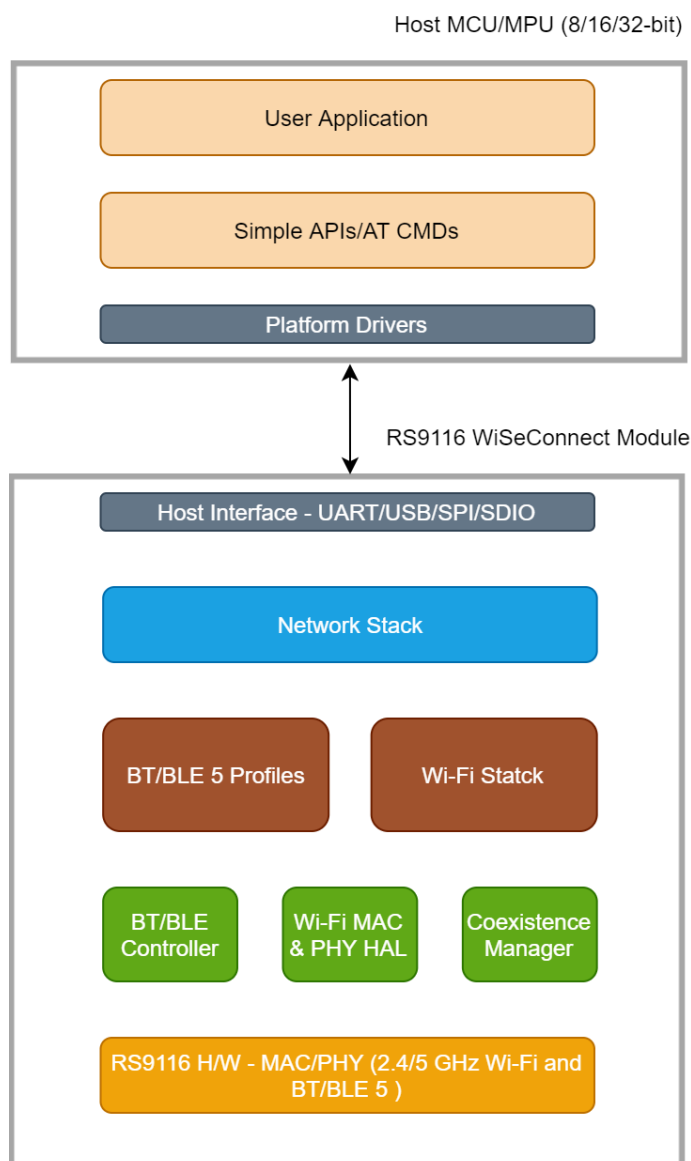 Host MCU/MPU (8/16/32-bit)
User Application
Simple APIs/AT CMDs
Platform Drivers
RS9116 WiSeConnect Module
Host Interface - UART/USB/SPI/SDIO
Network Stack
BT/BLE 5 Profiles
Wi-Fi Statck
BT/BLE
Controller
Wi-Fi MAC
& PHY HAL
Coexistence
Manager
RS9116 H/W - MAC/PHY (2.4/5 GHz Wi-Fi and
BT/BLE 5 )